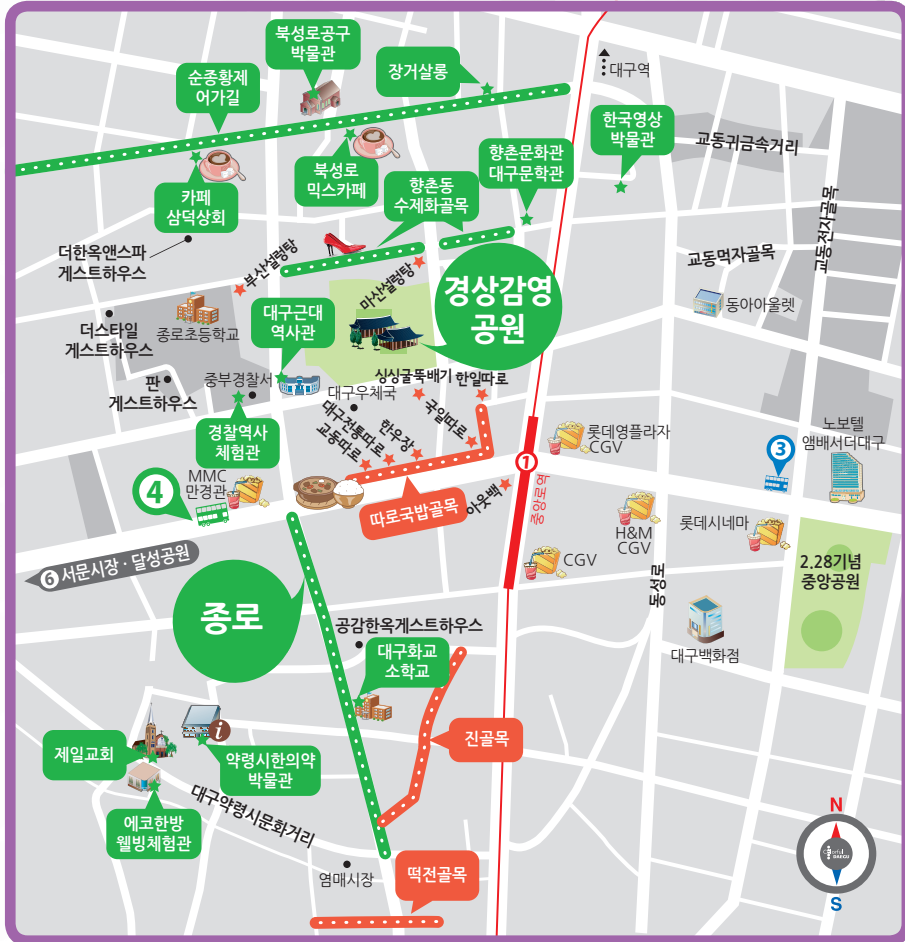 북성로공구
박물관
순종황제
어가길
장거살롱
대구역
한국영상
박물관
교동귀금속거리
향촌문화관
대구문학관
카페
삼덕상회
북성로
믹스카페
향촌동
수제화골목
교동전자골목
더한옥앤스파
게스트하우스
부산설렁탕
마산설렁탕
경상감영
공원
교동먹자골목
동아아울렛
종로초등학교
대구근대
역사관
더스타일
게스트하우스
판
게스트하우스
중부경찰서
대구우체국
싱싱굴뚝배기
한일따로
국일따로
한우장
대구전통따로
교동따로
경찰역사
체험관
롯데영플라자
CGV
노보텔
앰배서더대구
3
1
중앙로역
MMC
만경관
4
따로국밥골목
아웃백
H&M
CGV
롯데시네마
CGV
동성로
2.28기념
중앙공원
6 서문시장 · 달성공원
종로
공감한옥게스트하우스
대구화교
소학교
대구백화점
진골목
제일교회
i
약령시한의약
박물관
에코한방
웰빙체험관
대구약령시문화거리
염매시장
떡전골목
N
Colorful
DAEGU
S